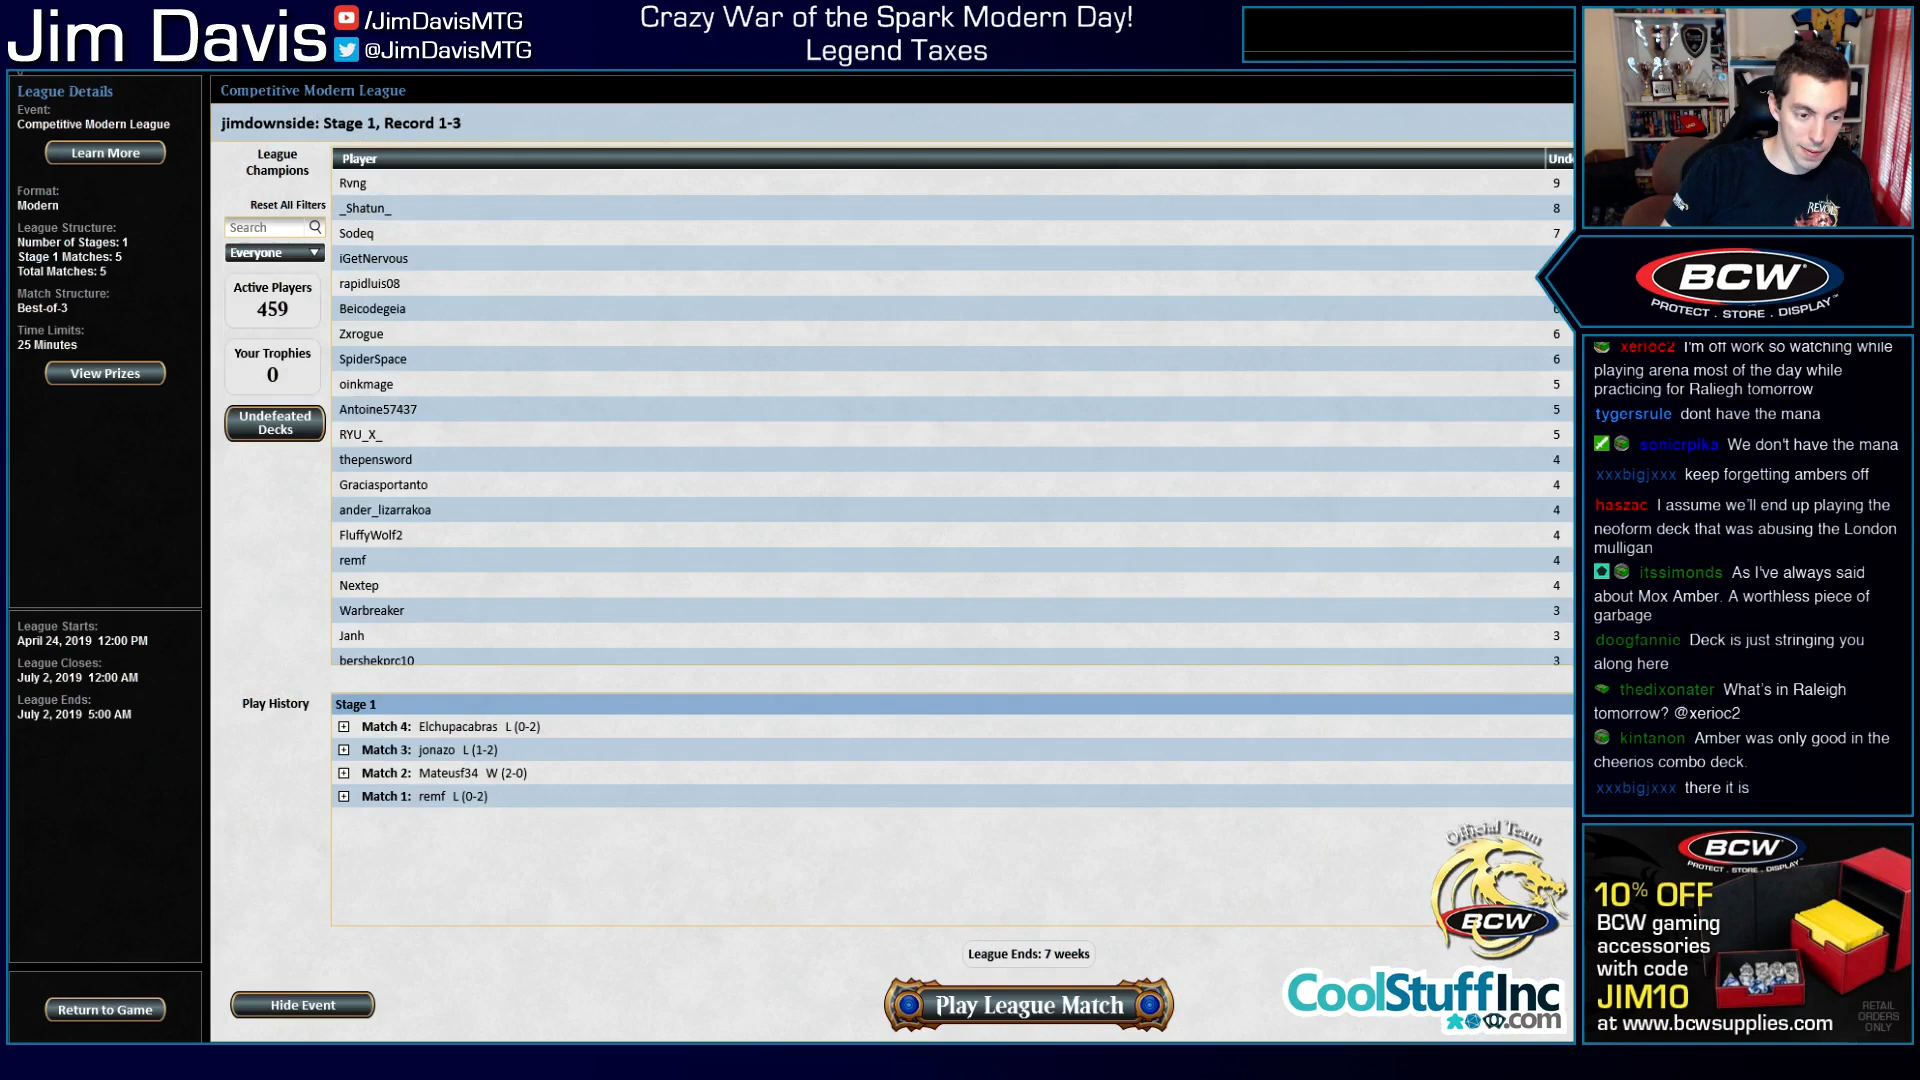 Jim Davis
/JimDavisMTG
@JimDavisMTG
Crazy War of the Spark Modern Day!
Legend Taxes
League Details
Event:
Competitive Modern League
Learn More
Format:
Modern
League Structure:
Number of Stages: 1
Stage 1 Matches: 5
Total Matches: 5
Match Structure:
Best-of-3
Time Limits:
25 Minutes
View Prizes
League Starts:
April 24, 2019 12:00 PM
League Closes:
July 2, 2019 12:00 AM
League Ends:
July 2, 2019 5:00 AM
Return to Game
Competitive Modern League
jimdownside: Stage 1, Record 1-3
League
Champions
Reset All Filters
Search
Everyone
Active Players
459
Your Trophies
0
Undefeated
Decks
Player Und
Rvng 9
_Shatun_ 8
Sodeq 7
iGetNervous
rapidluis08
Beicodegeia
Zxrogue 6
SpiderSpace 6
oinkmage 5
Antoine57437 5
RYU_X_ 5
thepensword 4
Graciasportanto 4
ander_lizarrakoa 4
FluffyWolf2 4
remf 4
Nextep 4
Warbreaker 3
Janh 3
bershekprc10 3
Play History
Stage 1
Match 4: Elchupacabras L (0-2)
Match 3: jonazo L (1-2)
Match 2: Mateusf34 W (2-0)
Match 1: remf L (0-2)
League Ends: 7 weeks
Hide Event
Play League Match
Official Team
BCW
CoolStuffInc
.com
BCW
PROTECT . STORE . DISPLAY
xerioc2 I'm off work so watching while
playing arena most of the day while
practicing for Raliegh tomorrow
tygersrule dont have the mana
sonicrpika We don't have the mana
xxxbigjxxx keep forgetting ambers off
haszac I assume we'll end up playing the
neoform deck that was abusing the London
mulligan
itssimonds As I've always said
about Mox Amber. A worthless piece of
garbage
doogfannie Deck is just stringing you
along here
thedixonater What's in Raleigh
tomorrow? @xerioc2
kintanon Amber was only good in the
cheerios combo deck.
xxxbigjxxx there it is
BCW
PROTECT . STORE . DISPLAY
10% OFF
BCW gaming
accessories
with code
JIM10
at www.bcwsupplies.com
RETAIL
ORDERS
ONLY